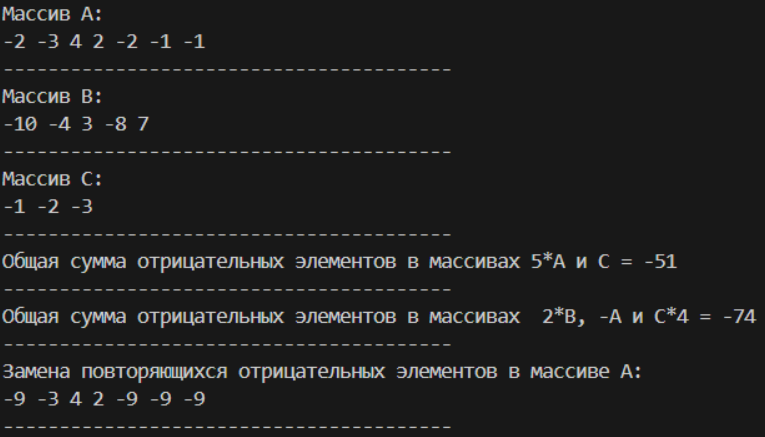 Массив A:
-2 -3 4 2 -2 -1 -1
----------------------------------------
Массив B:
-10 -4 3 -8 7
----------------------------------------
Массив C:
-1 -2 -3
----------------------------------------
Общая сумма отрицательных элементов в массивах 5*A и C = -51
----------------------------------------
Общая сумма отрицательных элементов в массивах  2*B, -A и C*4 = -74
----------------------------------------
Замена повторяющихся отрицательных элементов в массиве A:
-9 -3 4 2 -9 -9 -9
----------------------------------------